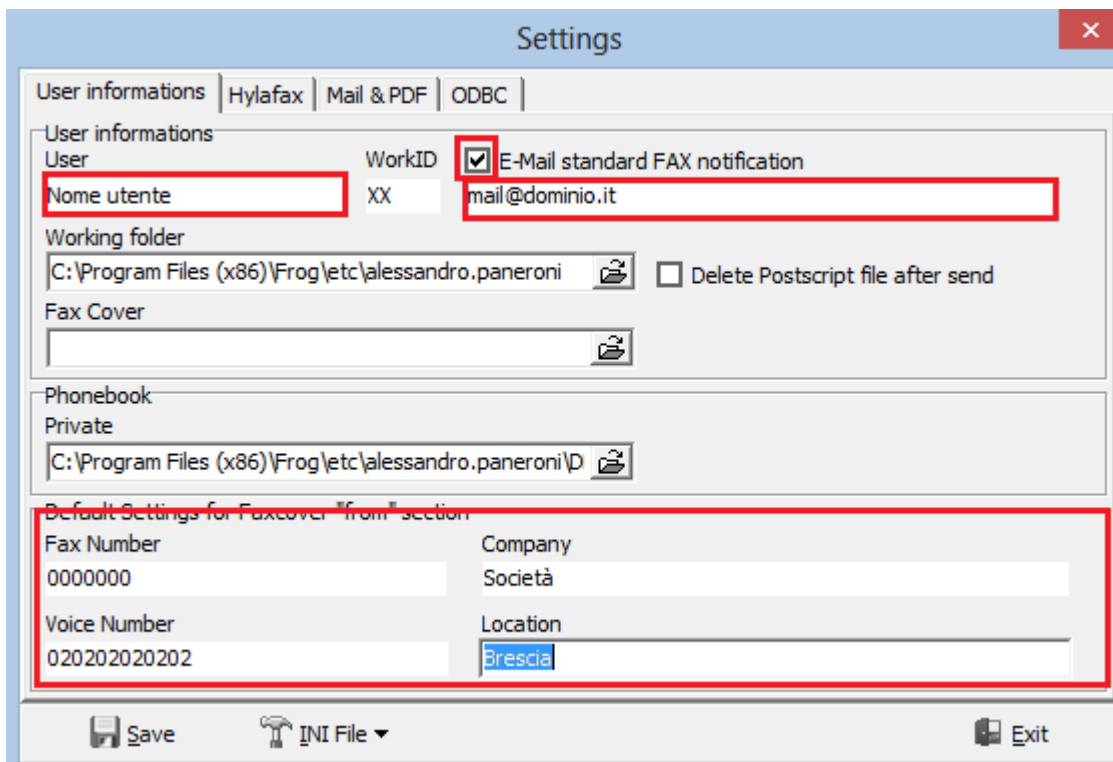 Settings
User informations Hylafax Mail & PDF ODBC
User informations
User WorkID E-Mail standard FAX notification
Nome utente XX mail@dominio.it
Working folder
C:\Program Files (x86)\Frog\etc\alessandro.paneroni Delete Postscript file after send
Fax Cover
Phonebook
Private
C:\Program Files (x86)\Frog\etc\alessandro.paneroni\D
Default Settings for Faxcover "from" section
Fax Number Company
0000000 Società
Voice Number Location
020202020202 Brescia
Save INI File Exit